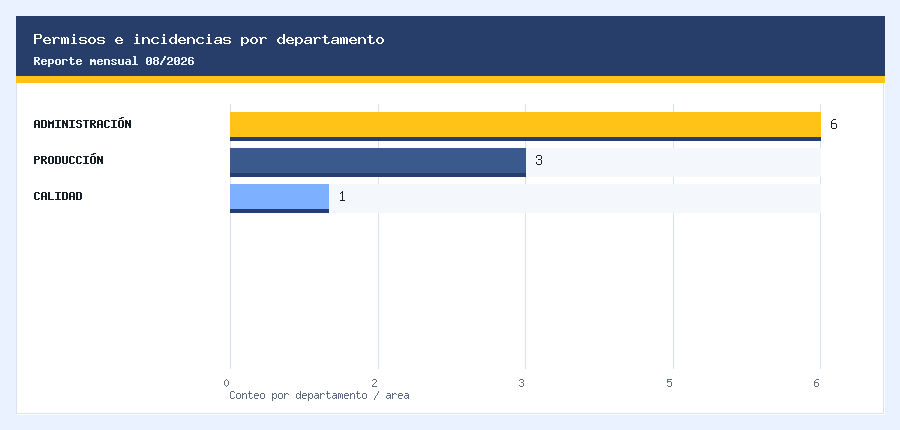 Permisos e incidencias por departamento
Reporte mensual 08/2026
ADMINISTRACIÓN 6
PRODUCCIÓN 3
CALIDAD 1
0 2 3 5 6
Conteo por departamento / area